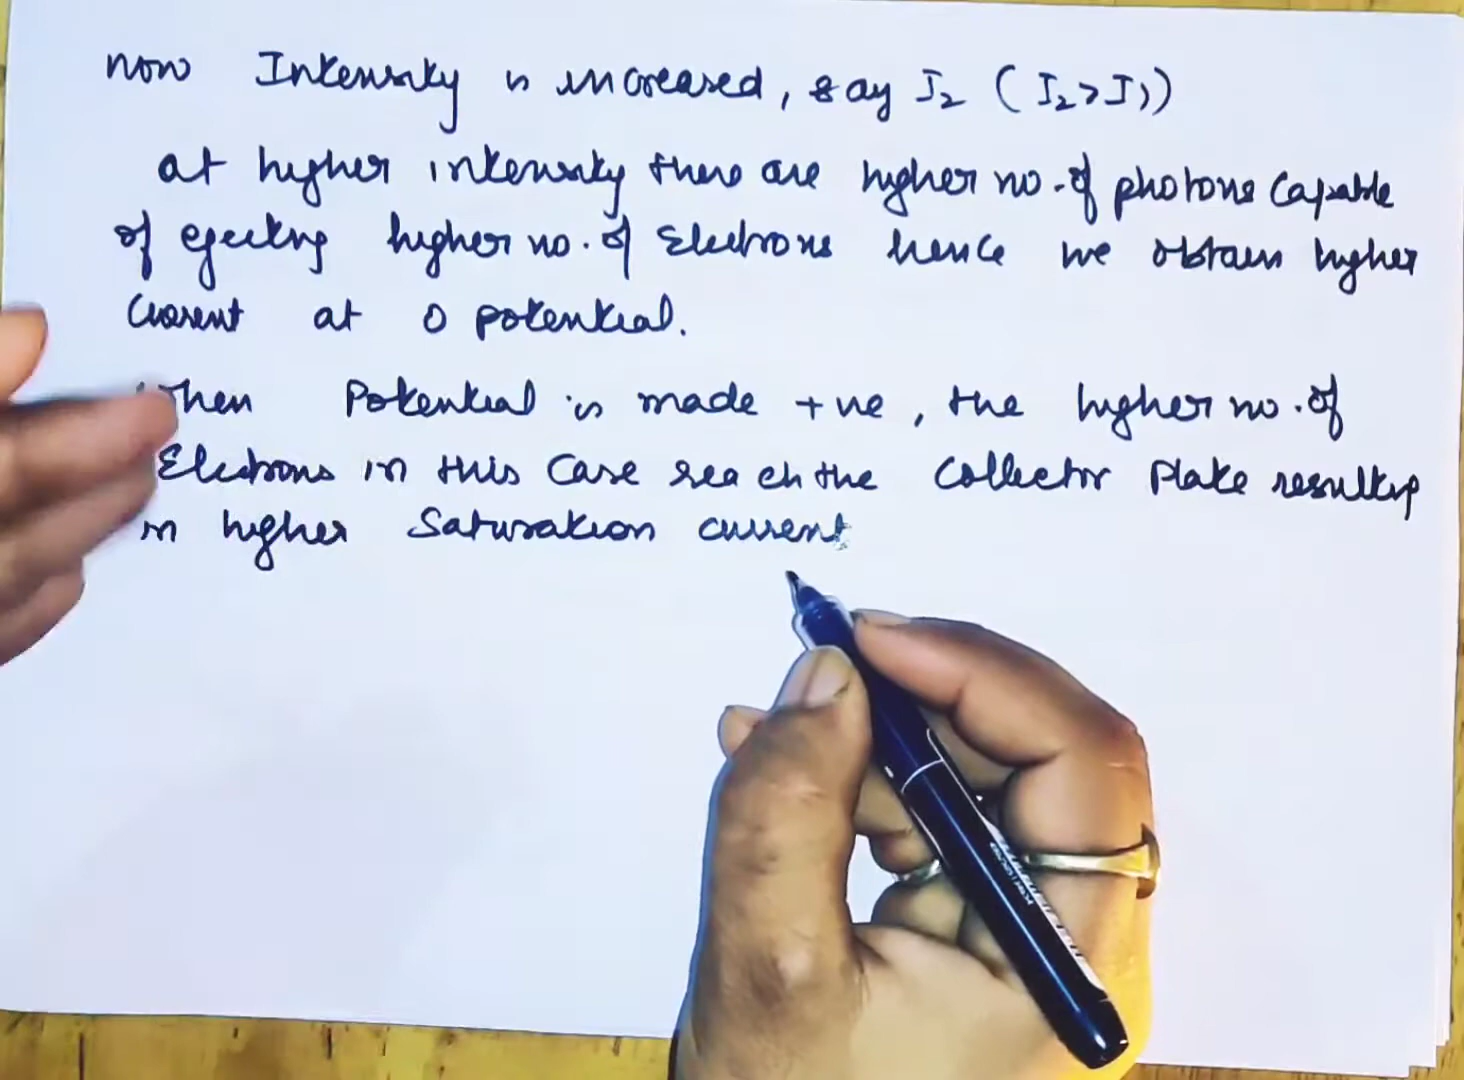 now Intensity is increased, say I2 (I2>I1)
at higher intensity there are higher no. of photons capable
of ejecting higher no. of Electrons hence we obtain higher
current at 0 potential.
When Potential is made +ve, the higher no. of
Electrons in this case reach the collector plate resulting
in higher saturation current